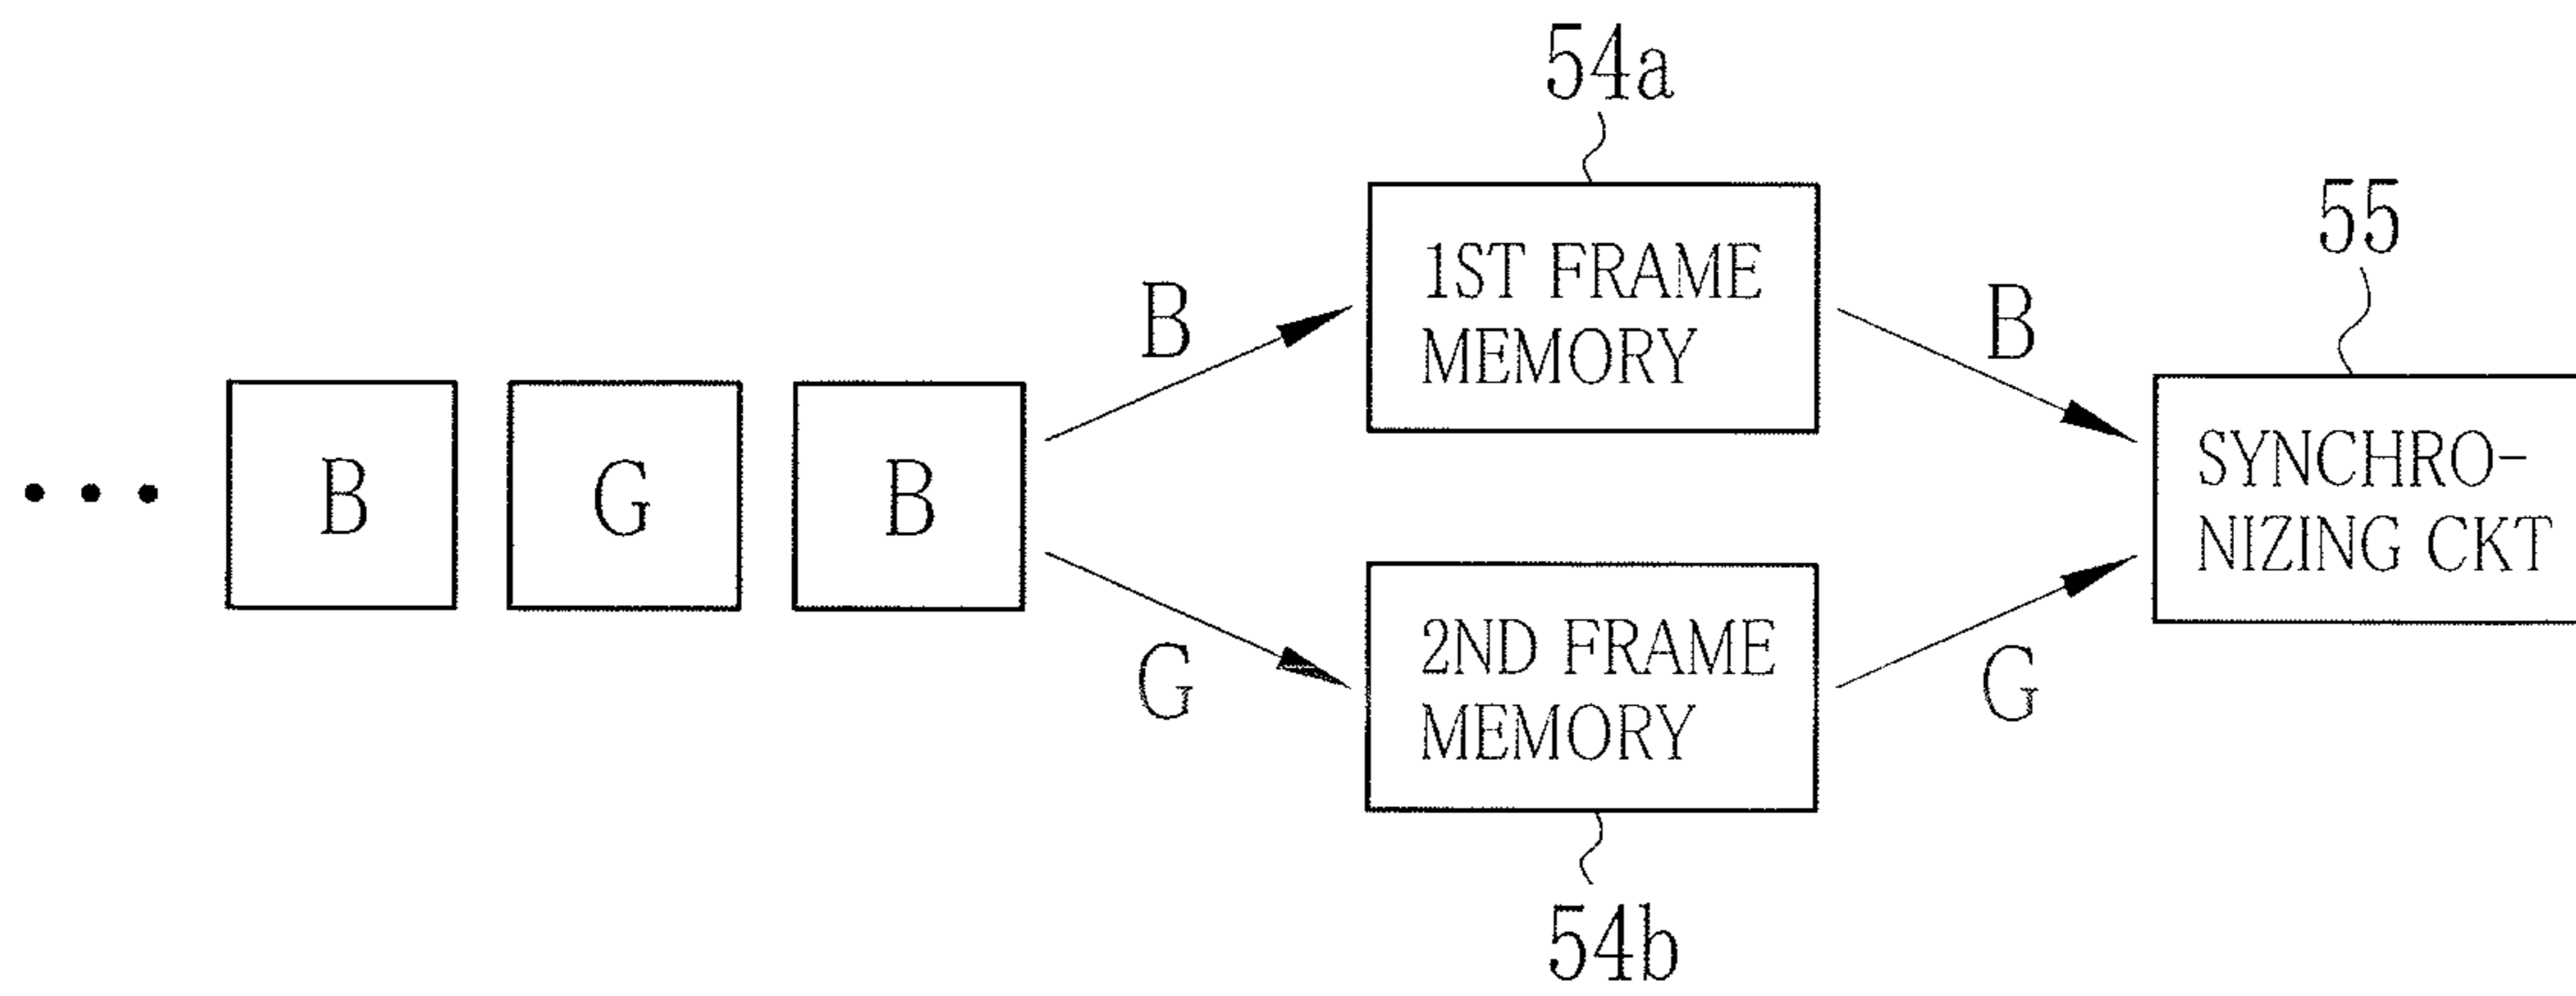 54a
55
1ST FRAME
MEMORY
B
B
SYNCHRO-
NIZING CKT
• • •
B
G
B
G
G
2ND FRAME
MEMORY
54b